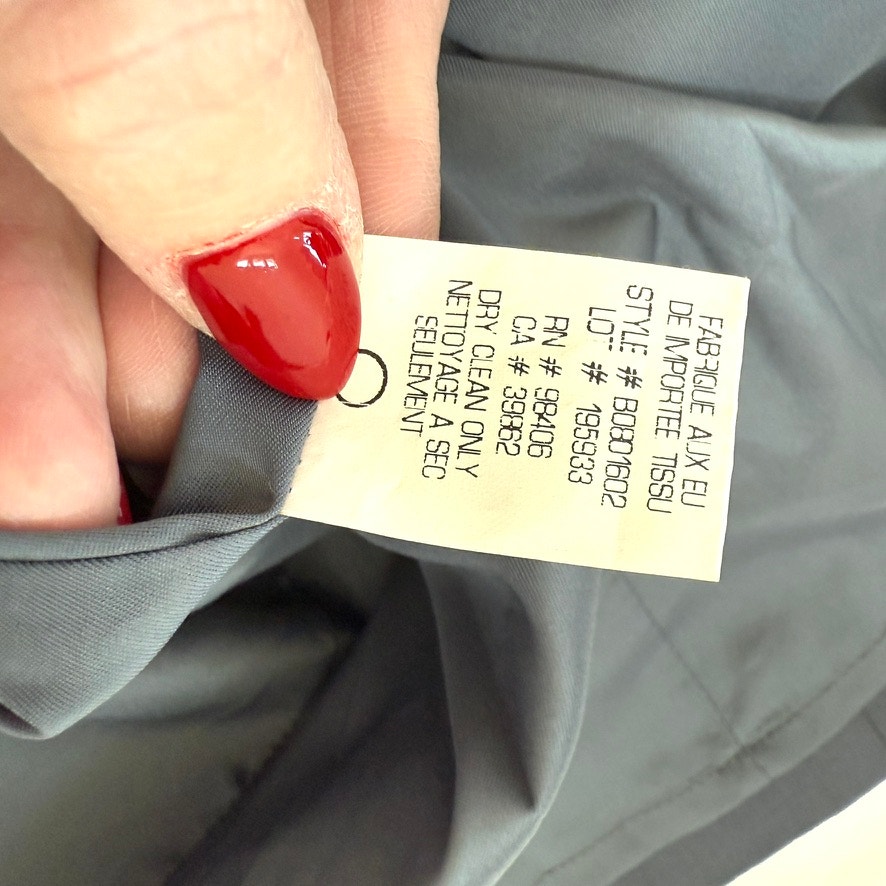 FABRIQUE AUX EU
DE IMPORTEE TISSU
STYLE # B0801602
LOT # 195933
RN # 98406
CA # 39862
DRY CLEAN ONLY
NETTOYAGE A SEC
SEULEMENT